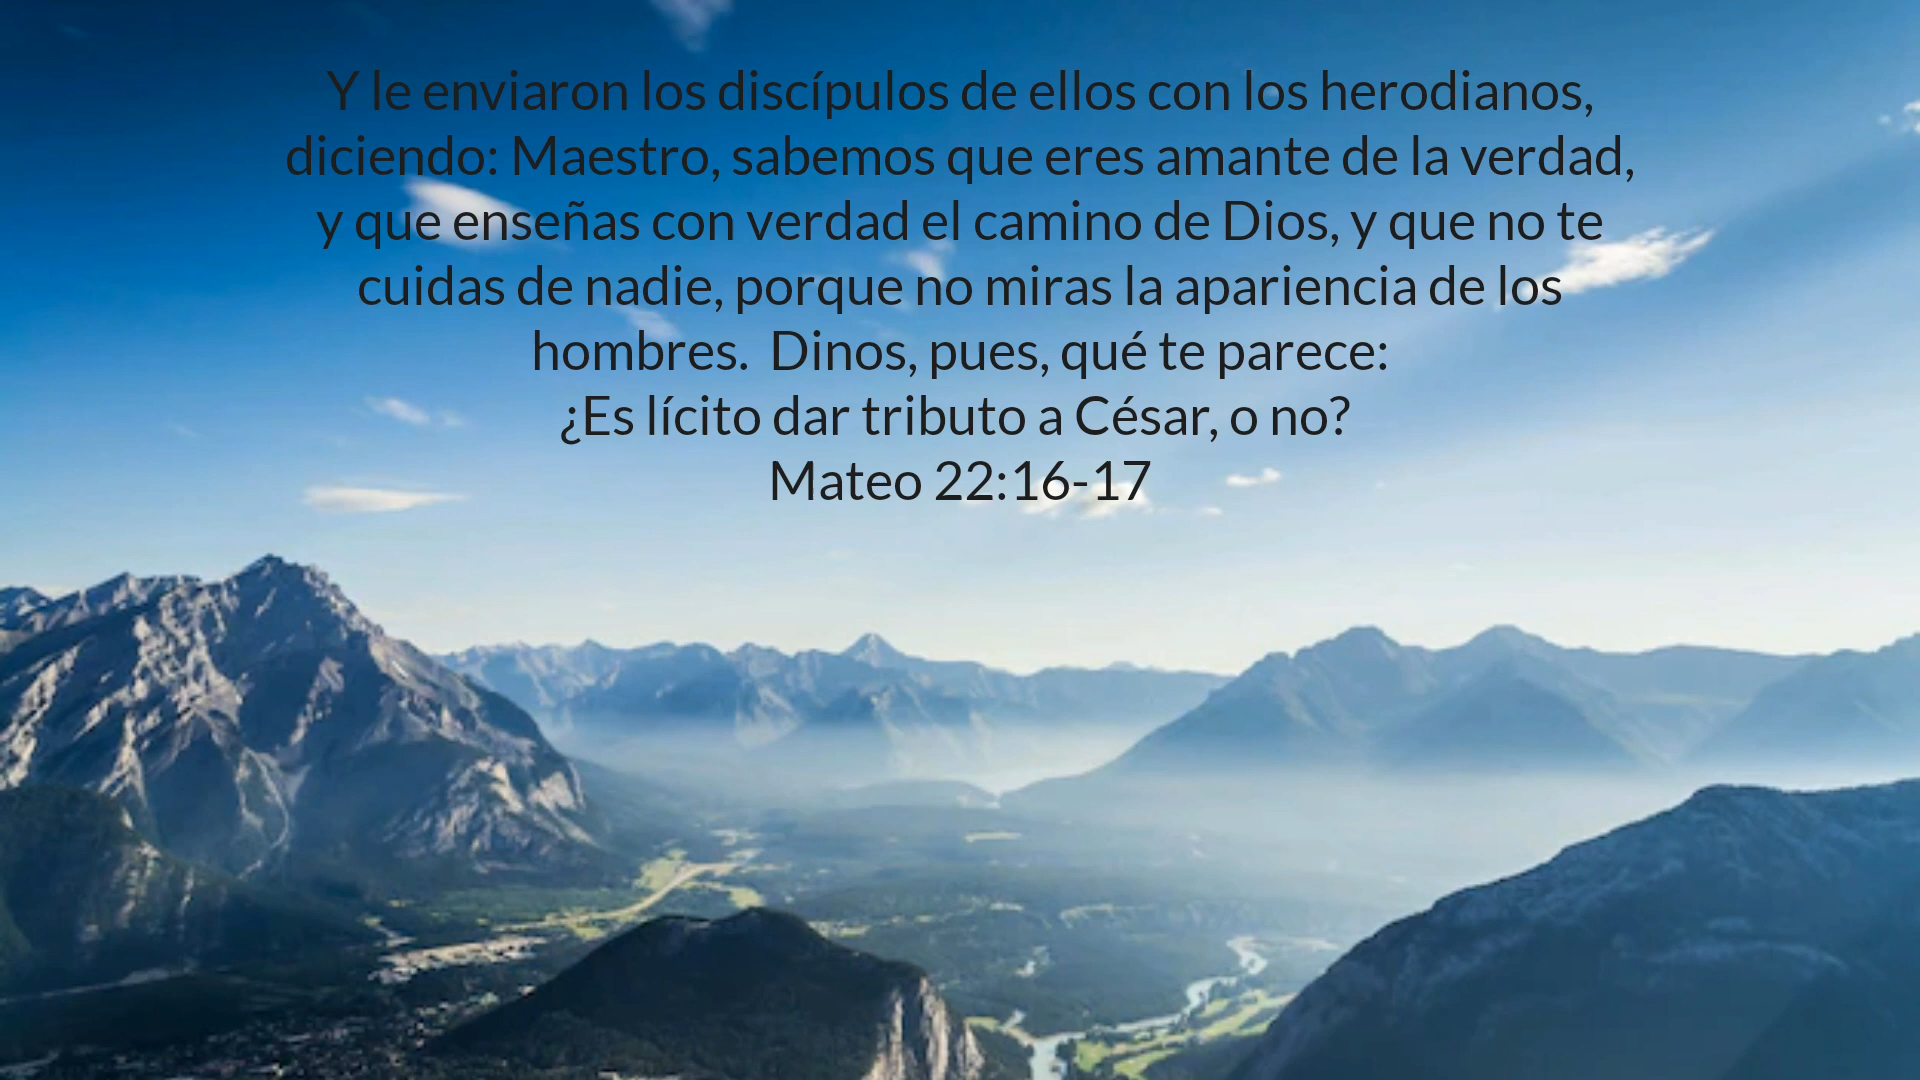 Y le enviaron los discípulos de ellos con los herodianos,
diciendo: Maestro, sabemos que eres amante de la verdad,
y que enseñas con verdad el camino de Dios, y que no te
cuidas de nadie, porque no miras la apariencia de los
hombres.  Dinos, pues, qué te parece:
¿Es lícito dar tributo a César, o no?
Mateo 22:16-17